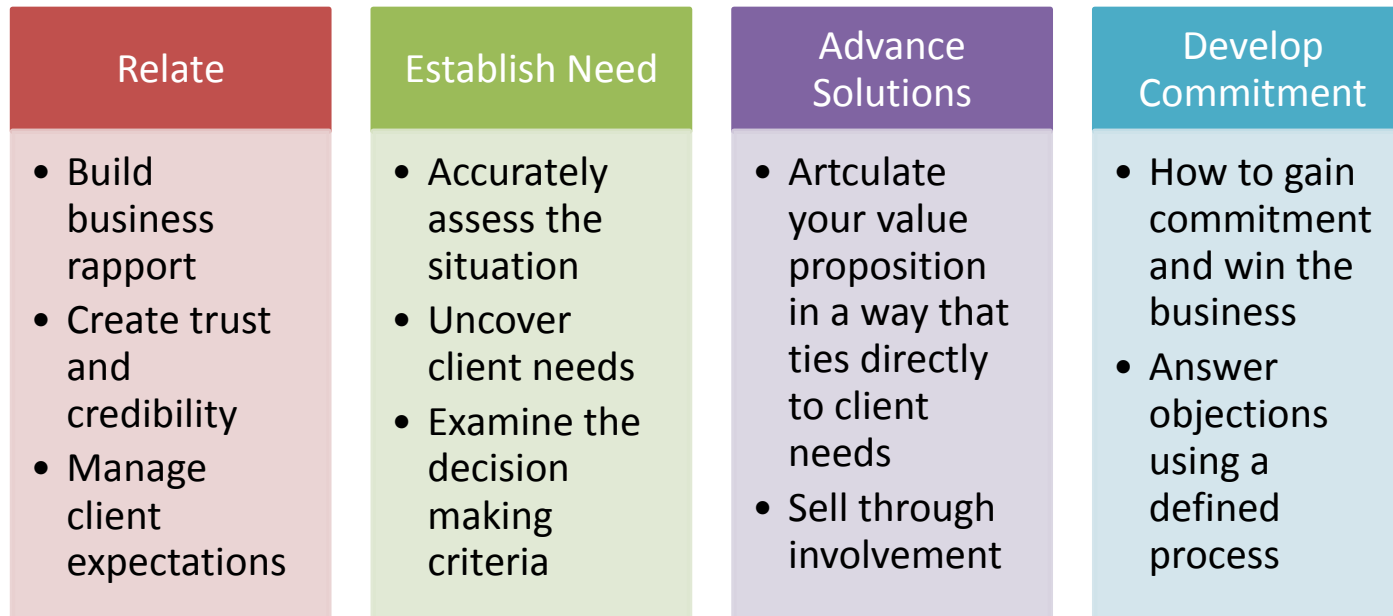 Relate
• Build
business
rapport
• Create trust
and
credibility
• Manage
client
expectations
Establish Need
• Accurately
assess the
situation
• Uncover
client needs
• Examine the
decision
making
criteria
Advance
Solutions
• Artculate
your value
proposition
in a way that
ties directly
to client
needs
• Sell through
involvement
Develop
Commitment
• How to gain
commitment
and win the
business
• Answer
objections
using a
defined
process